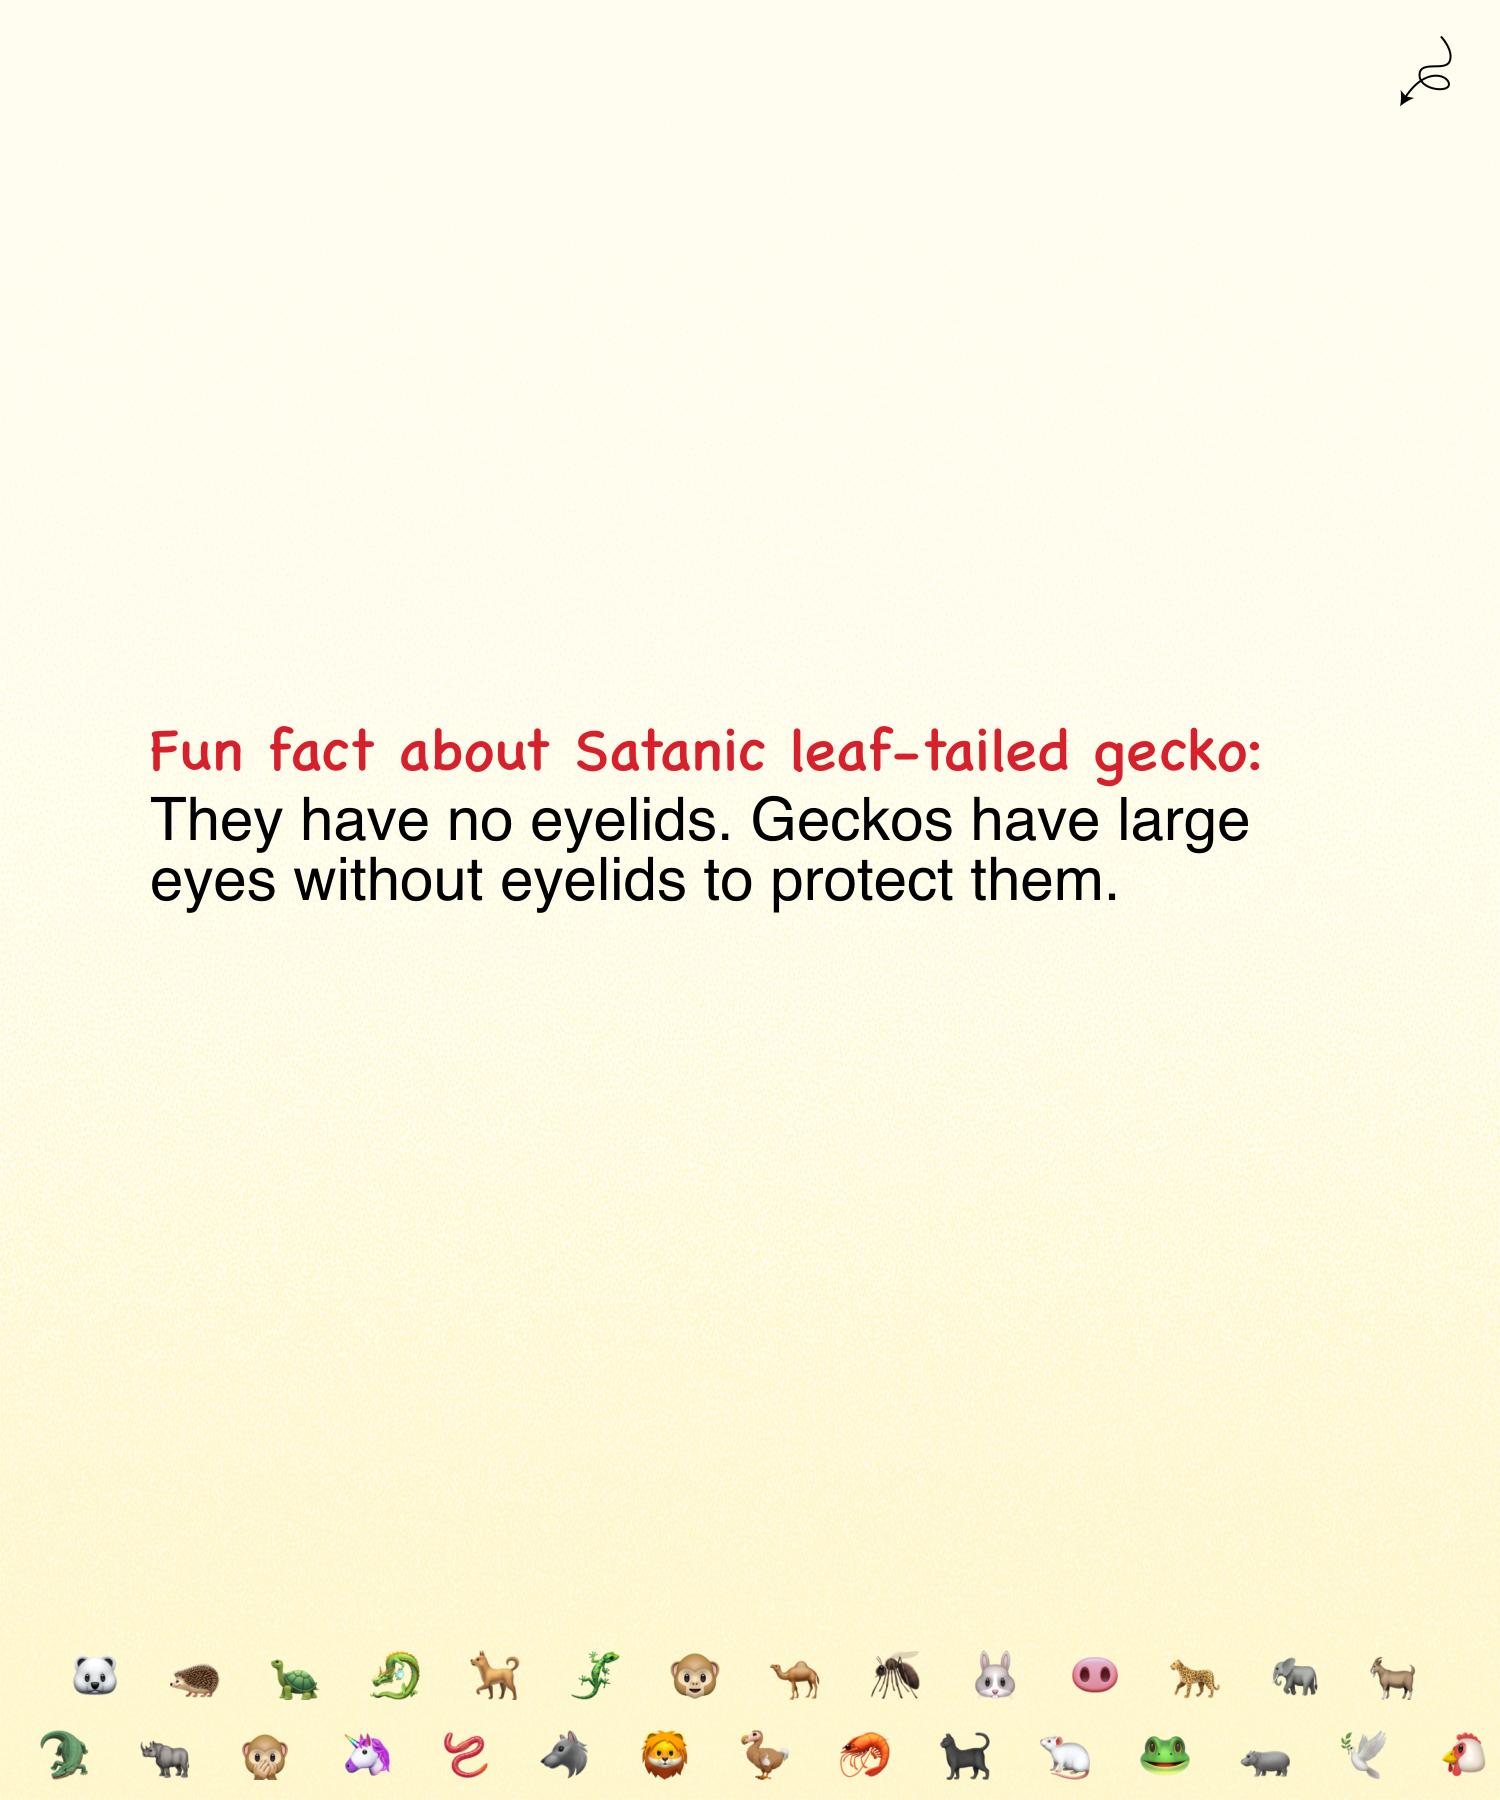 Fun fact about Satanic leaf-tailed gecko:
They have no eyelids. Geckos have large
eyes without eyelids to protect them.